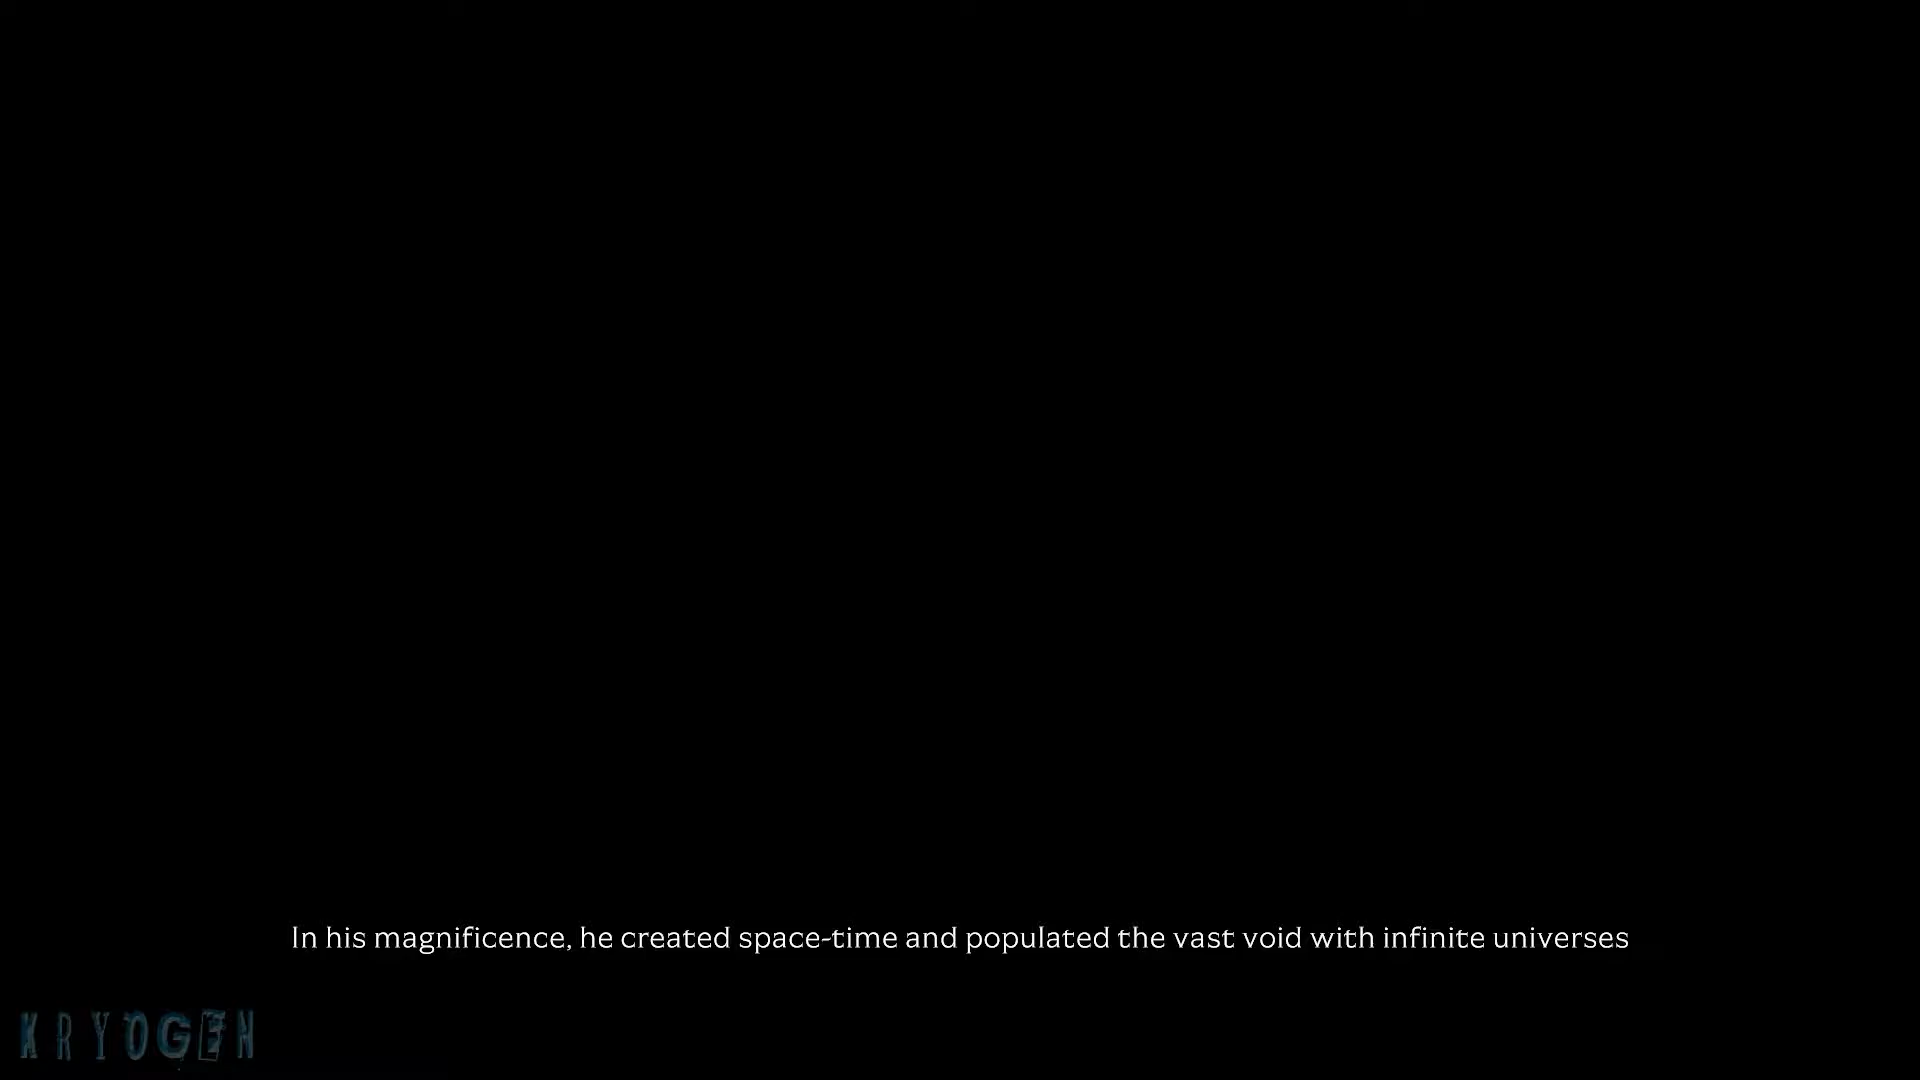 In his magnificence, he created space-time and populated the vast void with infinite universes
KRYOGEN